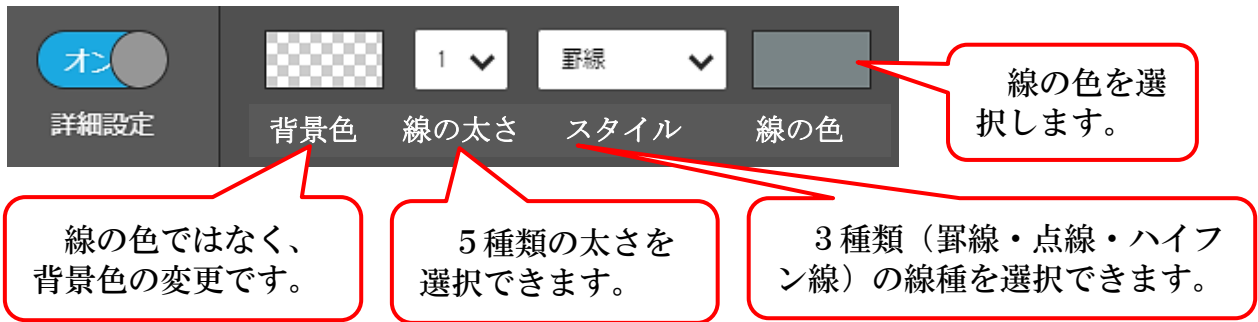 オン
1
罫線
詳細設定
背景色
線の太さ
スタイル
線の色
線の色を選
択します。
線の色ではなく、
背景色の変更です。
５種類の太さを
選択できます。
３種類（罫線・点線・ハイフ
ン線）の線種を選択できます。